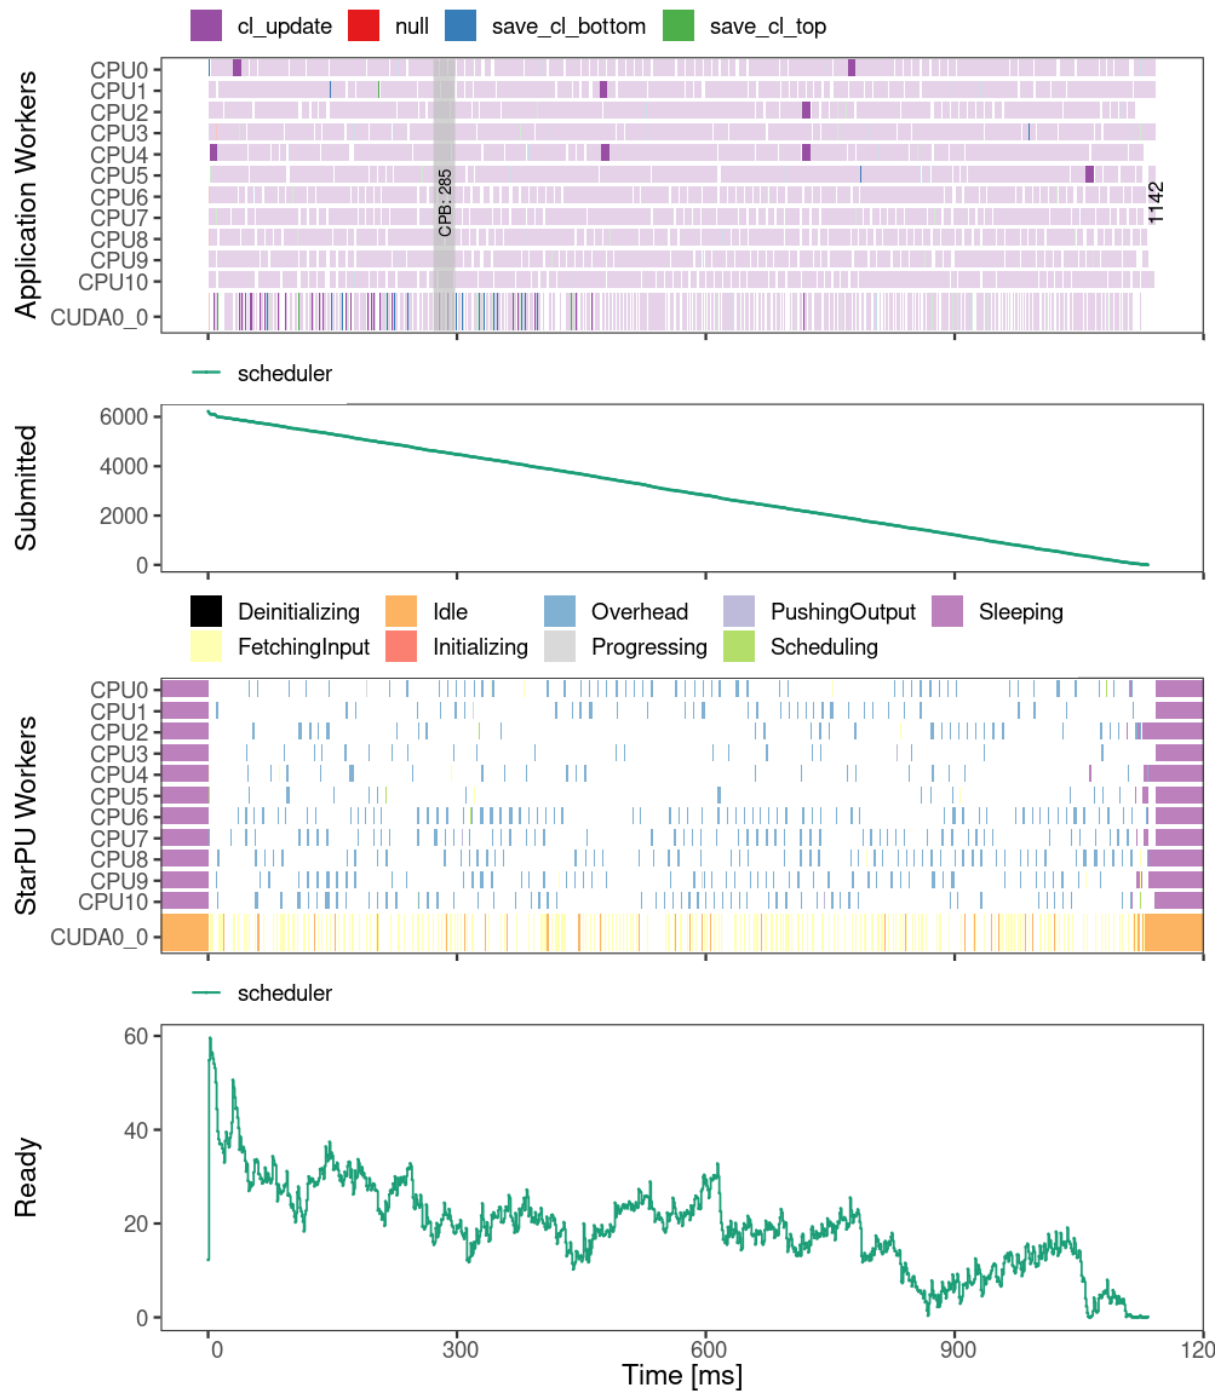 cl_update null save_cl_bottom save_cl_top
Application Workers
CPU0
CPU1
CPU2
CPU3
CPU4
CPU5
CPU6
CPU7
CPU8
CPU9
CPU10
CUDA0_0
CPB: 285
1142
scheduler
Submitted
6000
4000
2000
0
Deinitializing Idle Overhead PushingOutput Sleeping
FetchingInput Initializing Progressing Scheduling
StarPU Workers
CPU0
CPU1
CPU2
CPU3
CPU4
CPU5
CPU6
CPU7
CPU8
CPU9
CPU10
CUDA0_0
scheduler
Ready
60
40
20
0
0 300 600 900 120
Time [ms]